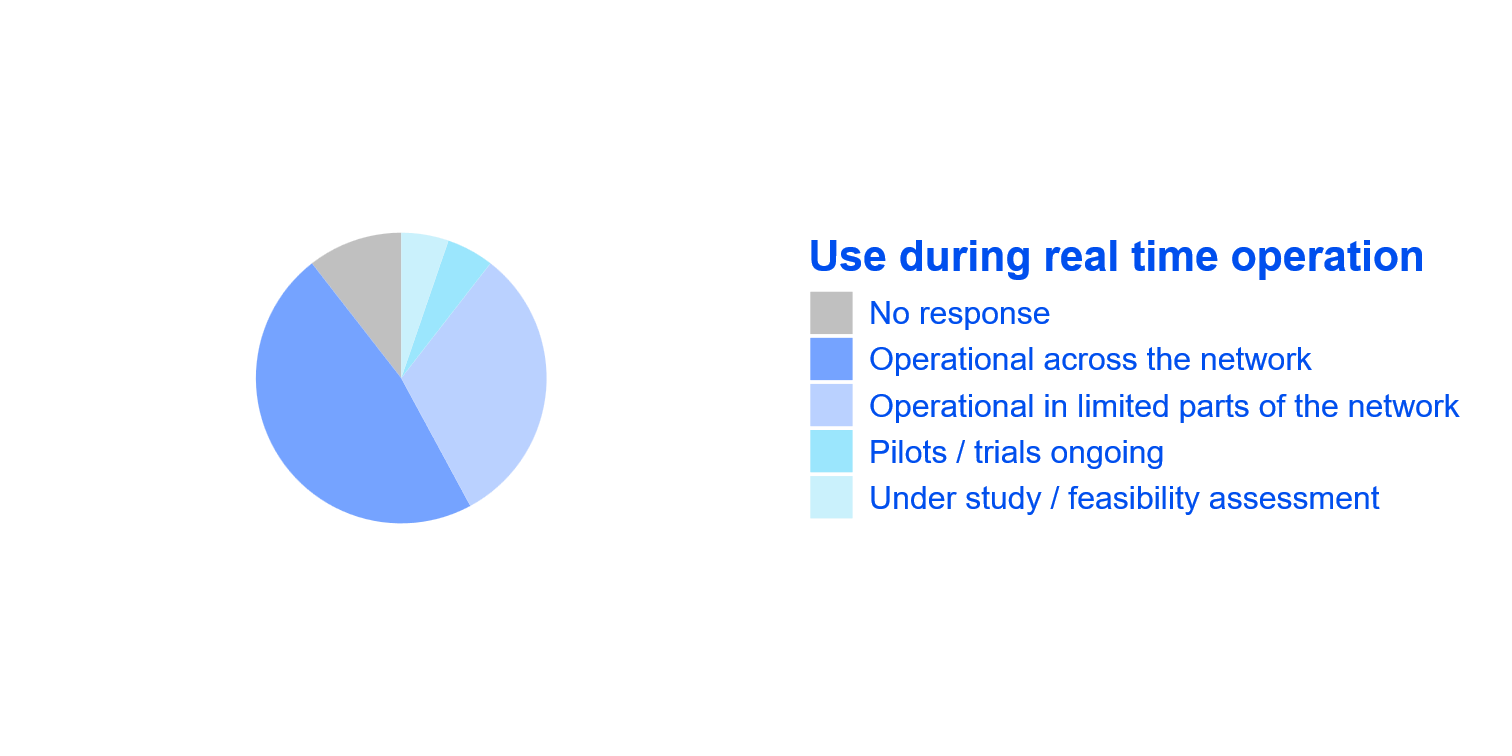 Use during real time operation
No response
Operational across the network
Operational in limited parts of the network
Pilots / trials ongoing
Under study / feasibility assessment